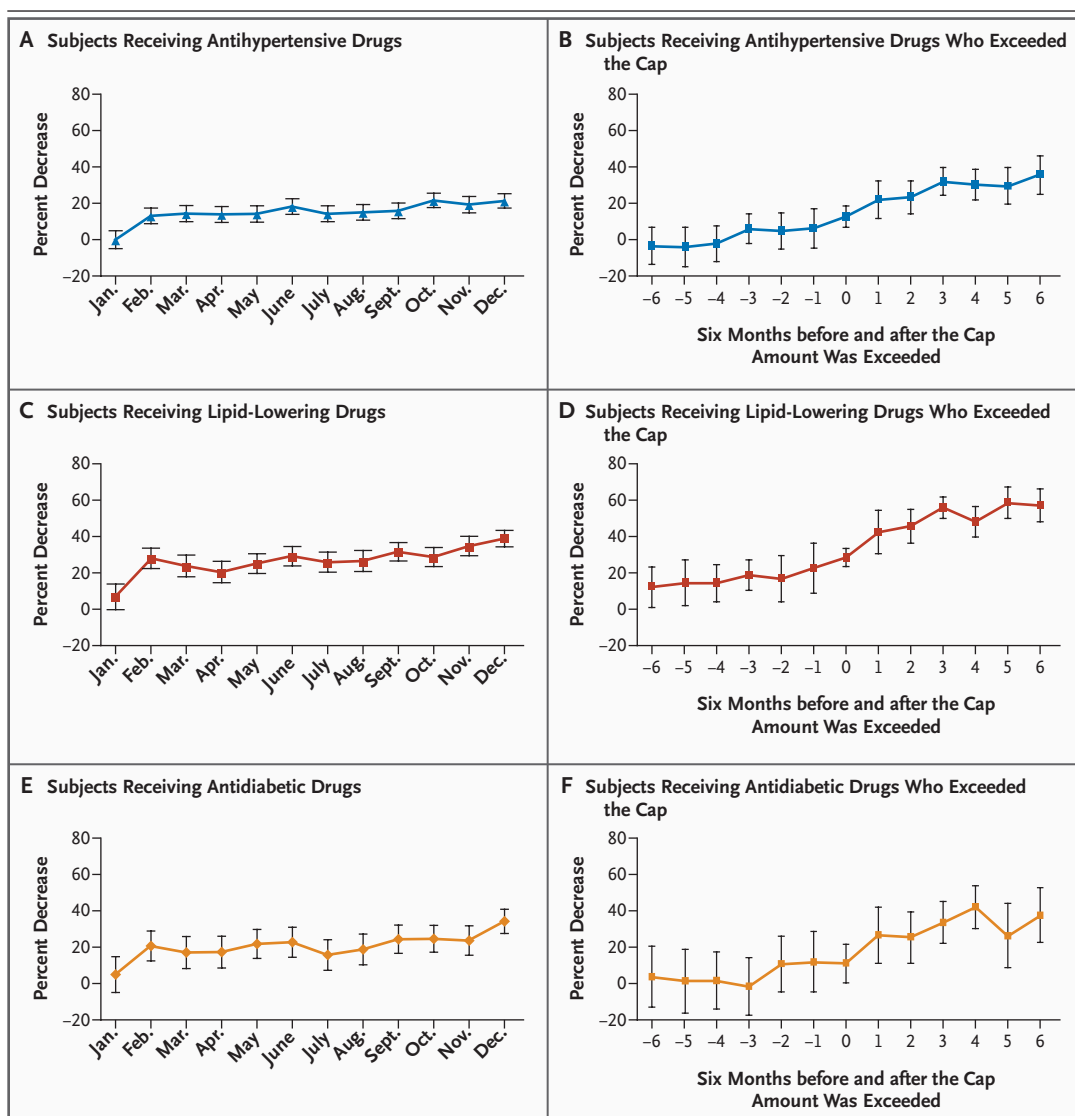 A Subjects Receiving Antihypertensive Drugs
Percent Decrease
80
60
40
20
0
–20
Jan. Feb. Mar. Apr. May June July Aug. Sept. Oct. Nov. Dec.
B Subjects Receiving Antihypertensive Drugs Who Exceeded
the Cap
Percent Decrease
80
60
40
20
0
–20
–6 –5 –4 –3 –2 –1 0 1 2 3 4 5 6
Six Months before and after the Cap
Amount Was Exceeded
C Subjects Receiving Lipid-Lowering Drugs
Percent Decrease
80
60
40
20
0
–20
Jan. Feb. Mar. Apr. May June July Aug. Sept. Oct. Nov. Dec.
D Subjects Receiving Lipid-Lowering Drugs Who Exceeded
the Cap
Percent Decrease
80
60
40
20
0
–20
–6 –5 –4 –3 –2 –1 0 1 2 3 4 5 6
Six Months before and after the Cap
Amount Was Exceeded
E Subjects Receiving Antidiabetic Drugs
Percent Decrease
80
60
40
20
0
–20
Jan. Feb. Mar. Apr. May June July Aug. Sept. Oct. Nov. Dec.
F Subjects Receiving Antidiabetic Drugs Who Exceeded
the Cap
Percent Decrease
80
60
40
20
0
–20
–6 –5 –4 –3 –2 –1 0 1 2 3 4 5 6
Six Months before and after the Cap
Amount Was Exceeded